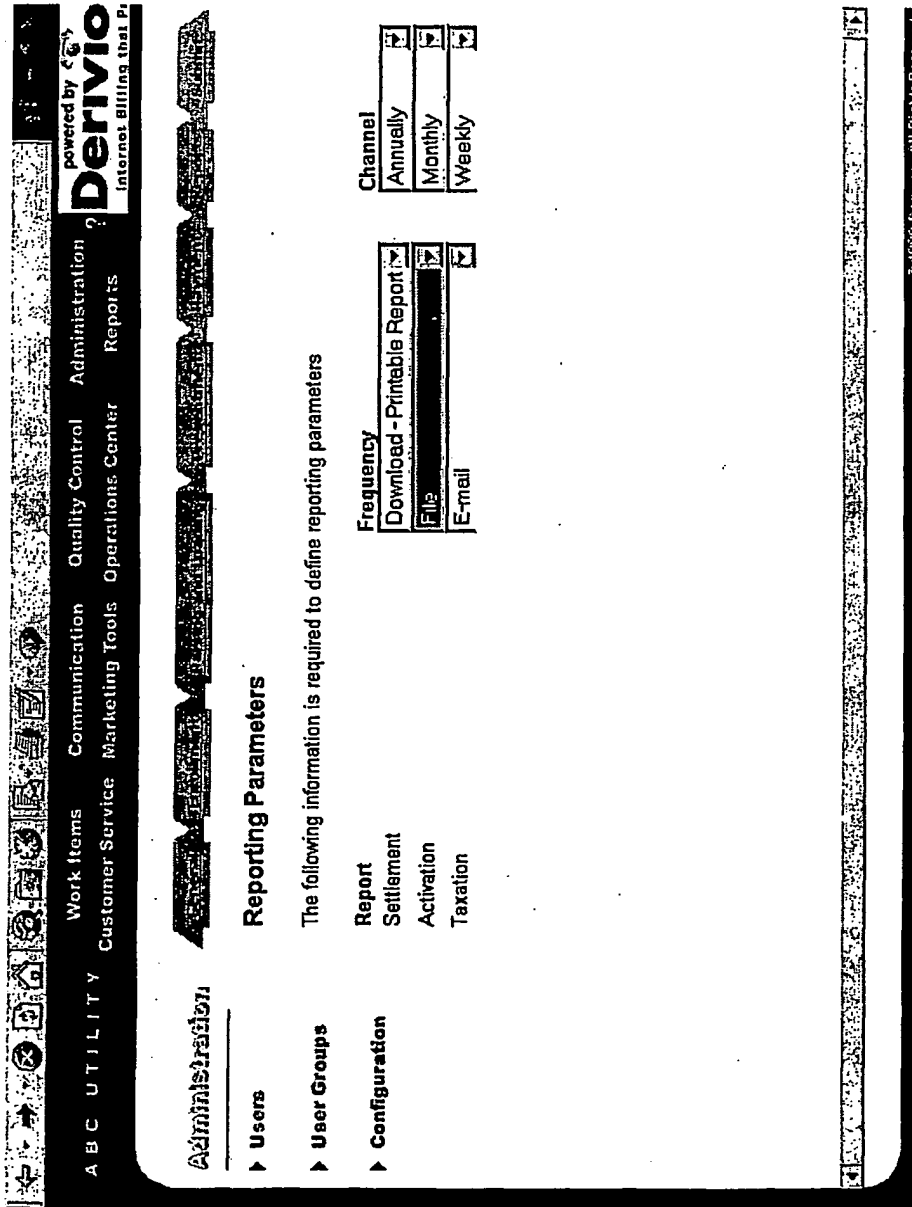 powered by
Derivio
Internet Billing that P
Work Items Communication Quality Control Administration ?
A B C U T I L I T Y Customer Service Marketing Tools Operations Center Reports
Administration
Users
User Groups
Configuration
Reporting Parameters
The following information is required to define reporting parameters
Report Frequency Channel
Settlement Download - Printable Report Annually
Activation File Monthly
Taxation E-mail Weekly